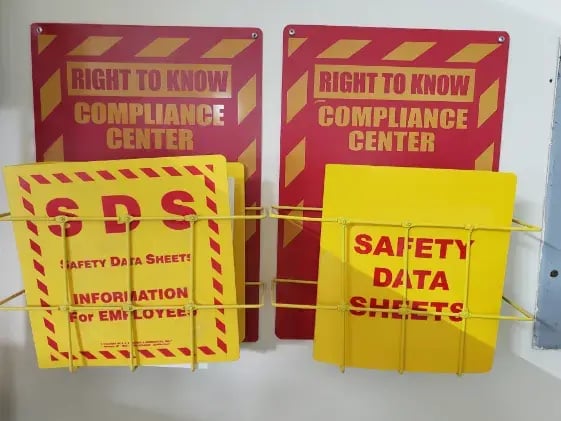 RIGHT TO KNOW
COMPLIANCE
CENTER
SDS
SAFETY DATA SHEETS
INFORMATION
For EMPLOYEES
RIGHT TO KNOW
COMPLIANCE
CENTER
SAFETY
DATA
SHEETS